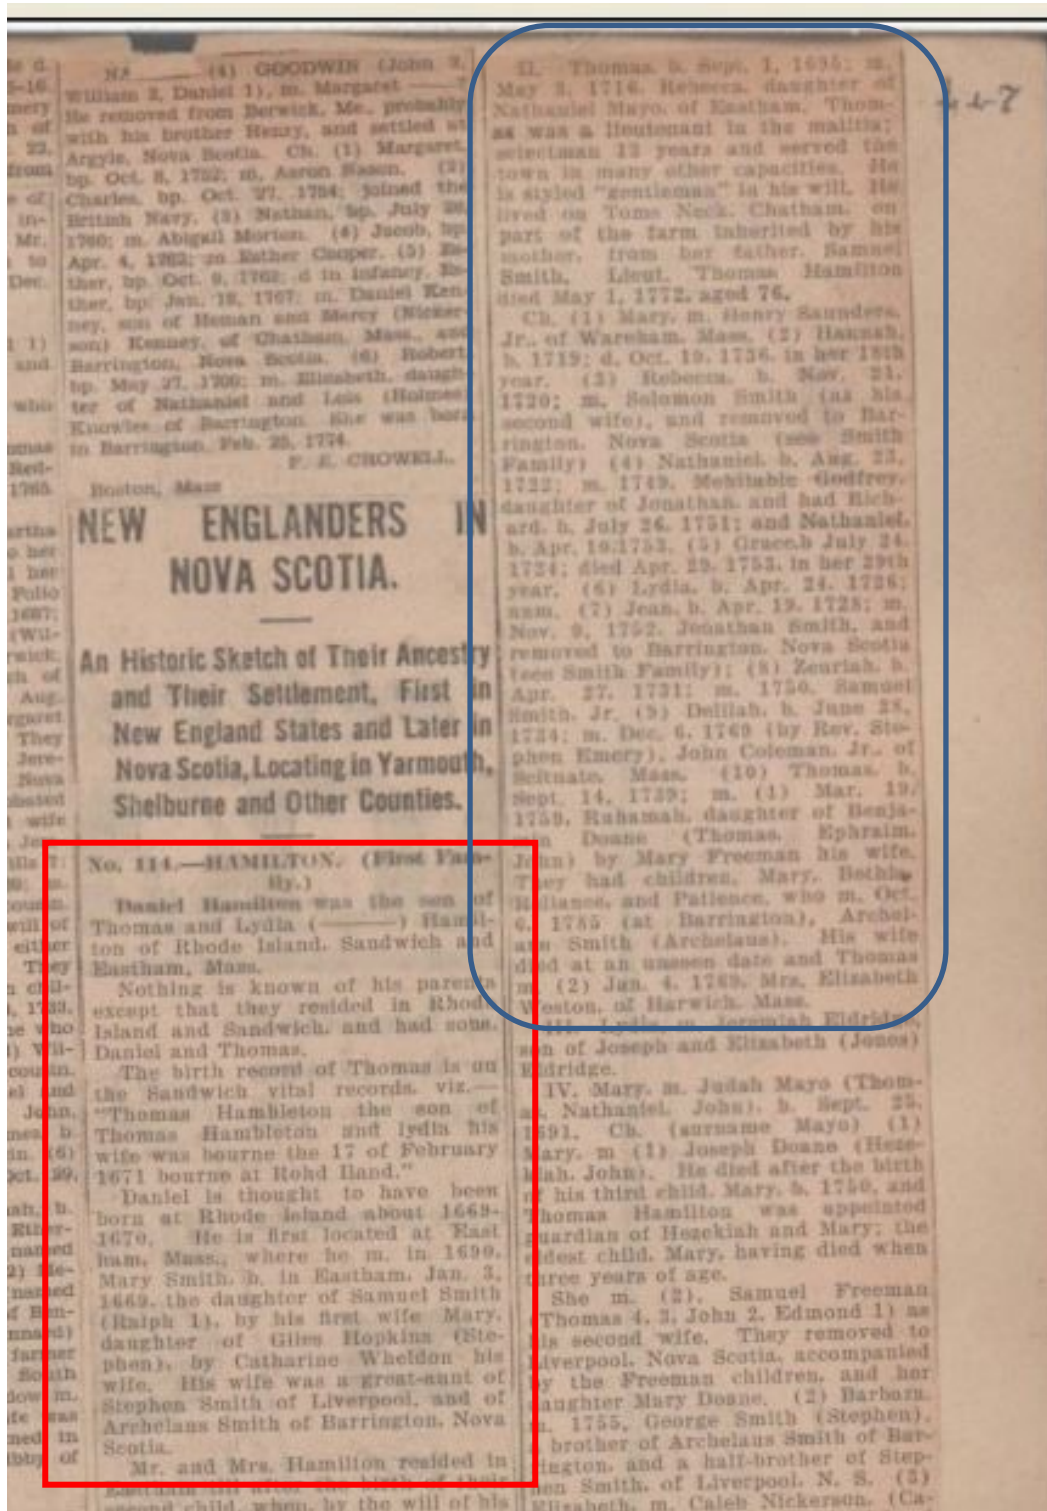 (4) GOODWIN (John 3,
William 2, Daniel 1), m. Margaret
He removed from Berwick, Me., probably
with his brother Henry, and settled at
Argyle, Nova Scotia. Ch. (1) Margaret,
bp. Oct. 8, 1752; m. Aaron Nason. (2)
Charles, bp. Oct. 27, 1754; joined the
British Navy. (3) Nathan, bp. July
1760; m. Abigail Morton. (4) Jacob, bp.
Apr. 4, 1762; m Esther Cooper. (5) Es-
ther, bp. Oct. 9, 1762; d in infancy. Es-
ther, bp. Jan. 18, 1767; m. Daniel Ken-
ney, son of Heman and Mercy (Nicker-
son) Kenney, of Chatham, Mass., and
Barrington, Nova Scotia. (6) Robert,
bp. May 27, m. Elizabeth, daugh-
ter of Nathaniel and Lois (Holmes)
Knowles of Barrington. She was born
in Barrington, Feb. 25, 1774.
F. E. CROWELL.
Boston, Mass
NEW ENGLANDERS IN
NOVA SCOTIA.
An Historic Sketch of Their Ancestry
and Their Settlement, First in
New England States and Later in
Nova Scotia, Locating in Yarmouth,
Shelburne and Other Counties.
No. 114.—HAMILTON. (First Fam-
ily.)
Daniel Hamilton was the son of
Thomas and Lydia (———) Hamil-
ton of Rhode Island, Sandwich and
Eastham, Mass.
Nothing is known of his parents
except that they resided in Rhode
Island and Sandwich, and had sons,
Daniel and Thomas.
The birth record of Thomas is on
the Sandwich vital records, viz.—
"Thomas Hambleton the son of
Thomas Hambleton and lydia his
wife was bourne the 17 of February
1671 bourne at Rohd Iland."
Daniel is thought to have been
born at Rhode Island about 1669-
1670. He is first located at East
ham, Mass., where he m. in 1690,
Mary Smith, b. in Eastham, Jan. 3,
1669, the daughter of Samuel Smith
(Ralph 1), by his first wife Mary,
daughter of Giles Hopkins (Ste-
phen), by Catharine Wheldon his
wife. His wife was a great-aunt of
Stephen Smith of Liverpool, and of
Archelaus Smith of Barrington, Nova
Scotia.
Mr. and Mrs. Hamilton resided in
Eastham till after the birth of their
second child, when, by the will of his
II. Thomas, b. Sept. 1, 1695; m.
May 3, 1716, Rebecca, daughter of
Nathaniel Mayo, of Eastham. Thom-
as was a lieutenant in the malitia;
selectman 13 years and served the
town in many other capacities. He
is styled "gentleman" in his will. He
lived on Toms Neck, Chatham, on
part of the farm inherited by his
mother, from her father, Samuel
Smith. Lieut. Thomas Hamilton
died May 1, 1772, aged 76.
Ch. (1) Mary, m. Henry Saunders,
Jr., of Wareham, Mass. (2) Hannah,
b. 1719; d. Oct. 19, 1736, in her 18th
year. (3) Rebecca, b. Nov. 21,
1720; m. Solomon Smith (as his
second wife), and removed to Bar-
rington, Nova Scotia (see Smith
Family) (4) Nathaniel, b. Aug. 23,
1722; m. 1749, Mehitable Godfrey,
daughter of Jonathan, and had Rich-
ard, b. July 26, 1751; and Nathaniel,
b. Apr. 19,1753. (5) Grace,b July 24,
1724; died Apr. 29, 1753, in her 29th
year. (6) Lydia, b. Apr. 24, 1726;
unm. (7) Jean, b. Apr. 19, 1728; m.
Nov. 9, 1752, Jonathan Smith, and
removed to Barrington, Nova Scotia
(see Smith Family); (8) Zeuriah, b.
Apr. 27, 1731; m. 1750, Samuel
Smith, Jr. (9) Delilah, b. June 28,
1734; m. Dec. 6, 1769 (by Rev. Ste-
phen Emery), John Coleman, Jr., of
Scituate, Mass. (10) Thomas, b.
Sept. 14, 1739; m. (1) Mar. 19,
1759, Ruhamah, daughter of Benja-
min Doane (Thomas, Ephraim,
John) by Mary Freeman his wife.
They had children, Mary, Bethia,
Reliance, and Patience, who m. Oct.
6, 1785 (at Barrington), Archel-
aus Smith (Archelaus). His wife
died at an unseen date and Thomas
m. (2) Jan. 4, 1769, Mrs. Elizabeth
Weston, of Harwich, Mass.
III. Lydia, m. Jeremiah Eldridge,
son of Joseph and Elizabeth (Jones)
Eldridge.
IV. Mary, m. Judah Mayo (Thom-
as, Nathaniel, John), b. Sept. 25,
1691. Ch. (surname Mayo) (1)
Mary, m (1) Joseph Doane (Heze-
kiah, John). He died after the birth
of his third child, Mary, b. 1750, and
Thomas Hamilton was appointed
guardian of Hezekiah and Mary; the
eldest child, Mary, having died when
three years of age.
She m. (2), Samuel Freeman
(Thomas 4, 3, John 2, Edmond 1) as
his second wife. They removed to
Liverpool, Nova Scotia, accompanied
by the Freeman children, and her
daughter Mary Doane. (2) Barbara,
m. 1755, George Smith (Stephen),
a brother of Archelaus Smith of Bar-
rington, and a half-brother of Step-
hen Smith, of Liverpool, N. S. (3)
Elizabeth, m. Caleb Nickerson, (Ca-